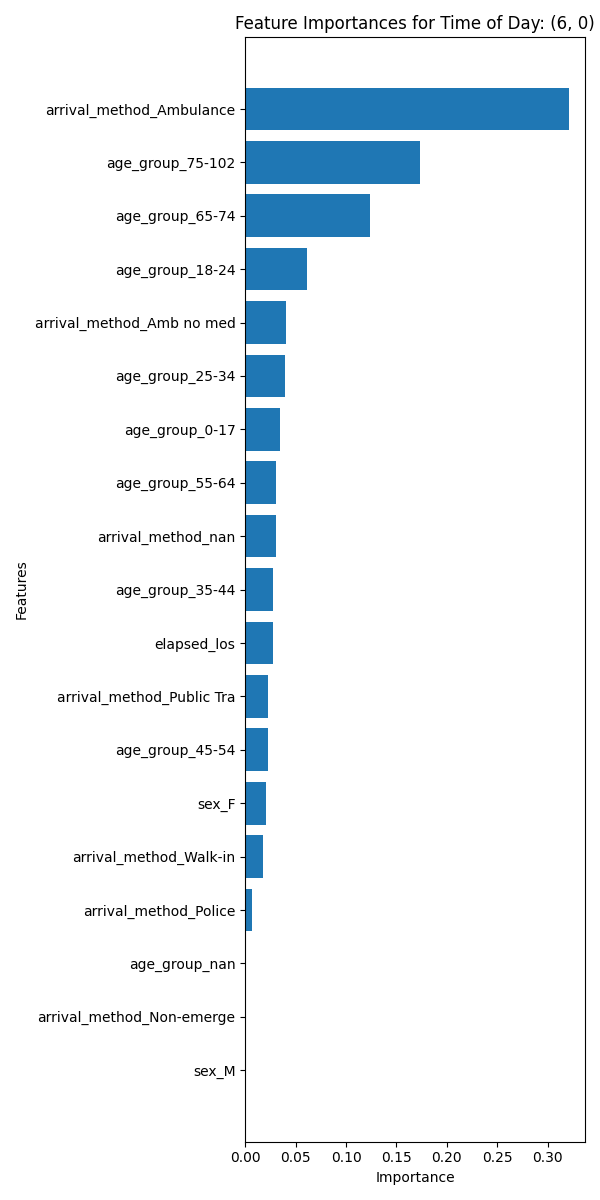 Feature Importances for Time of Day: (6, 0)
arrival_method_Ambulance
age_group_75-102
age_group_65-74
age_group_18-24
arrival_method_Amb no med
age_group_25-34
age_group_0-17
age_group_55-64
arrival_method_nan
age_group_35-44
elapsed_los
arrival_method_Public Tra
age_group_45-54
sex_F
arrival_method_Walk-in
arrival_method_Police
age_group_nan
arrival_method_Non-emerge
sex_M
Features
0.00 0.05 0.10 0.15 0.20 0.25 0.30
Importance